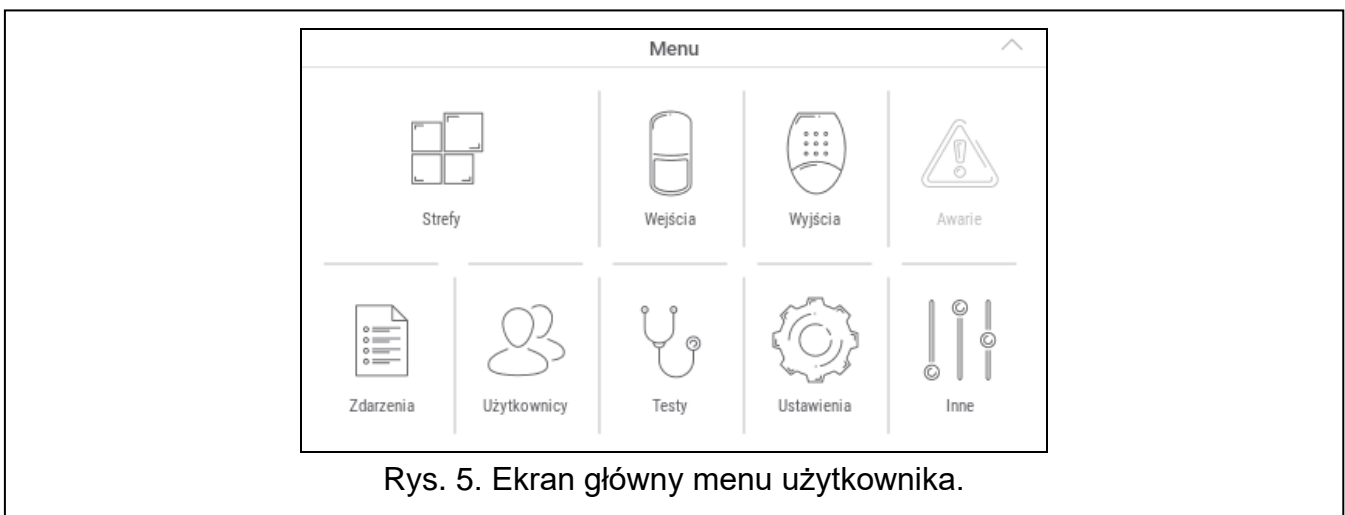 Menu
Strefy
Wejścia
Wyjścia
Awarie
Zdarzenia
Użytkownicy
Testy
Ustawienia
Inne
Rys. 5. Ekran główny menu użytkownika.